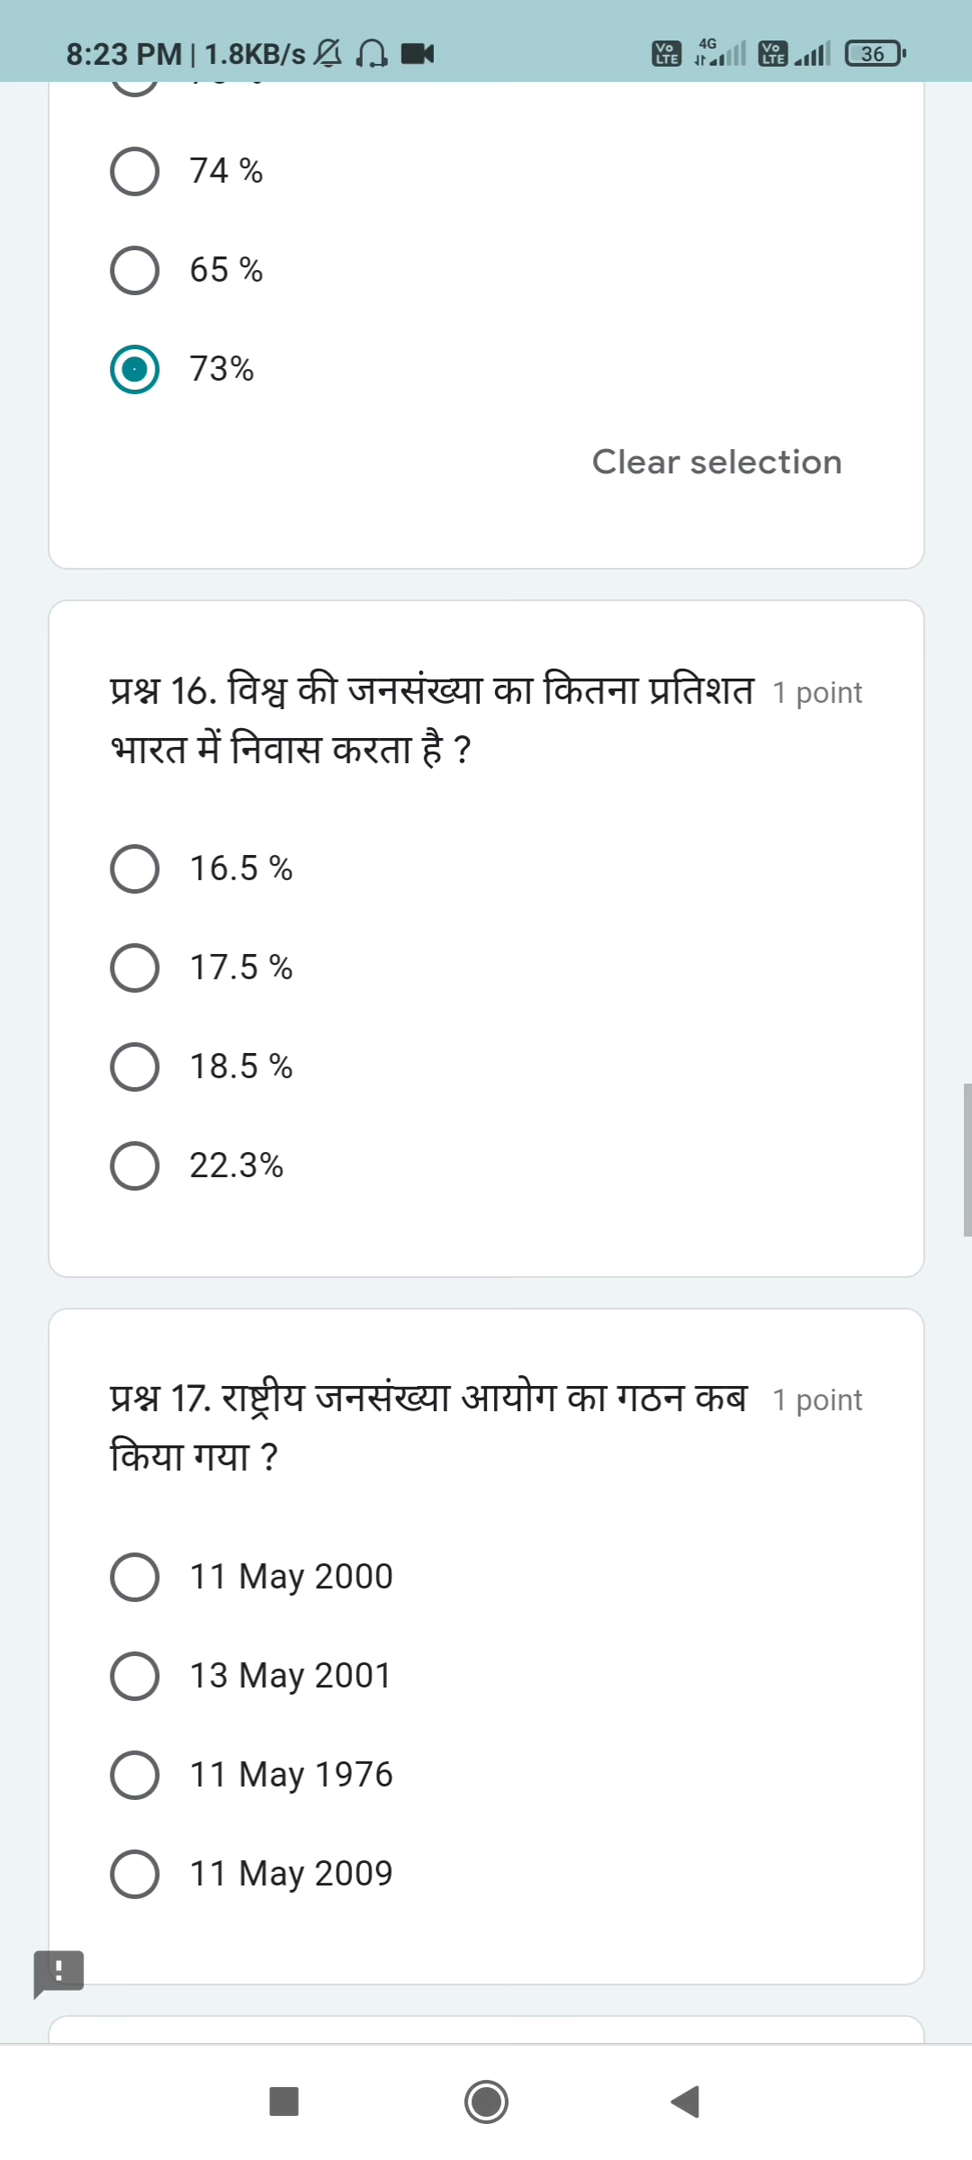 8:23 PM | 1.8KB/s 4G 36
74 %
65 %
73%
Clear selection
प्रश्न 16. विश्व की जनसंख्या का कितना प्रतिशत 1 point
भारत में निवास करता है ?
16.5 %
17.5 %
18.5 %
22.3%
प्रश्न 17. राष्ट्रीय जनसंख्या आयोग का गठन कब 1 point
किया गया ?
11 May 2000
13 May 2001
11 May 1976
11 May 2009